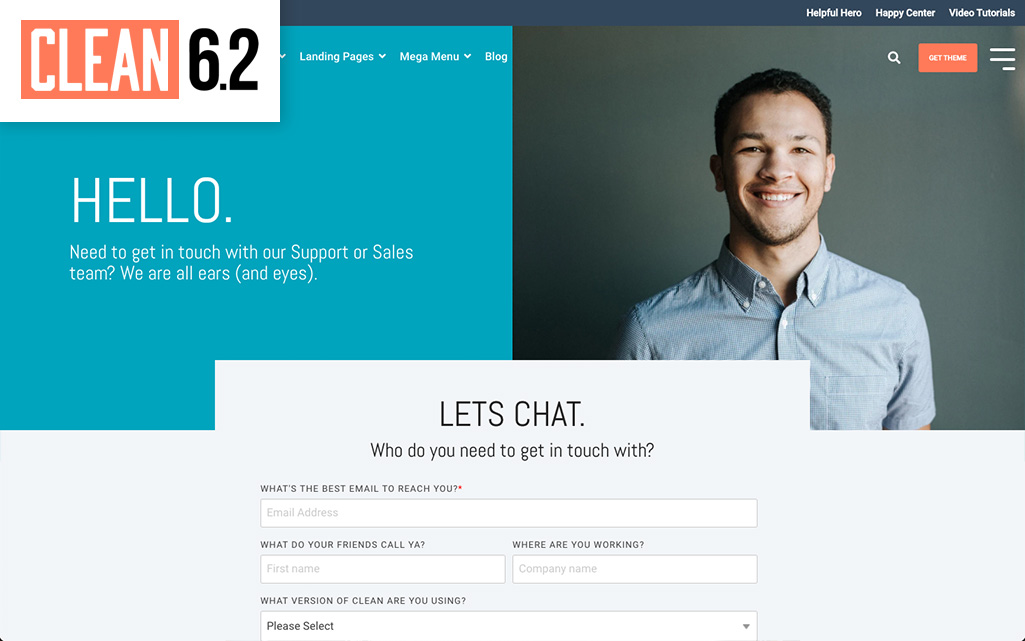 Helpful Hero Happy Center Video Tutorials
CLEAN 6.2
Landing Pages Mega Menu Blog
GET THEME
HELLO.
Need to get in touch with our Support or Sales
team? We are all ears (and eyes).
LETS CHAT.
Who do you need to get in touch with?
WHAT'S THE BEST EMAIL TO REACH YOU?*
Email Address
WHAT DO YOUR FRIENDS CALL YA? WHERE ARE YOU WORKING?
First name Company name
WHAT VERSION OF CLEAN ARE YOU USING?
Please Select